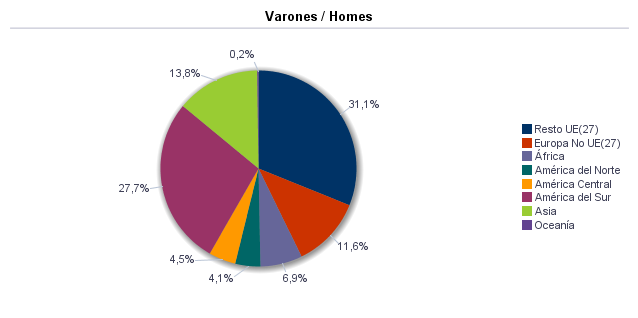 Varones / Homes
0,2%
13,8%
31,1%
27,7%
11,6%
4,5%
4,1%
6,9%
Resto UE(27)
Europa No UE(27)
África
América del Norte
América Central
América del Sur
Asia
Oceanía